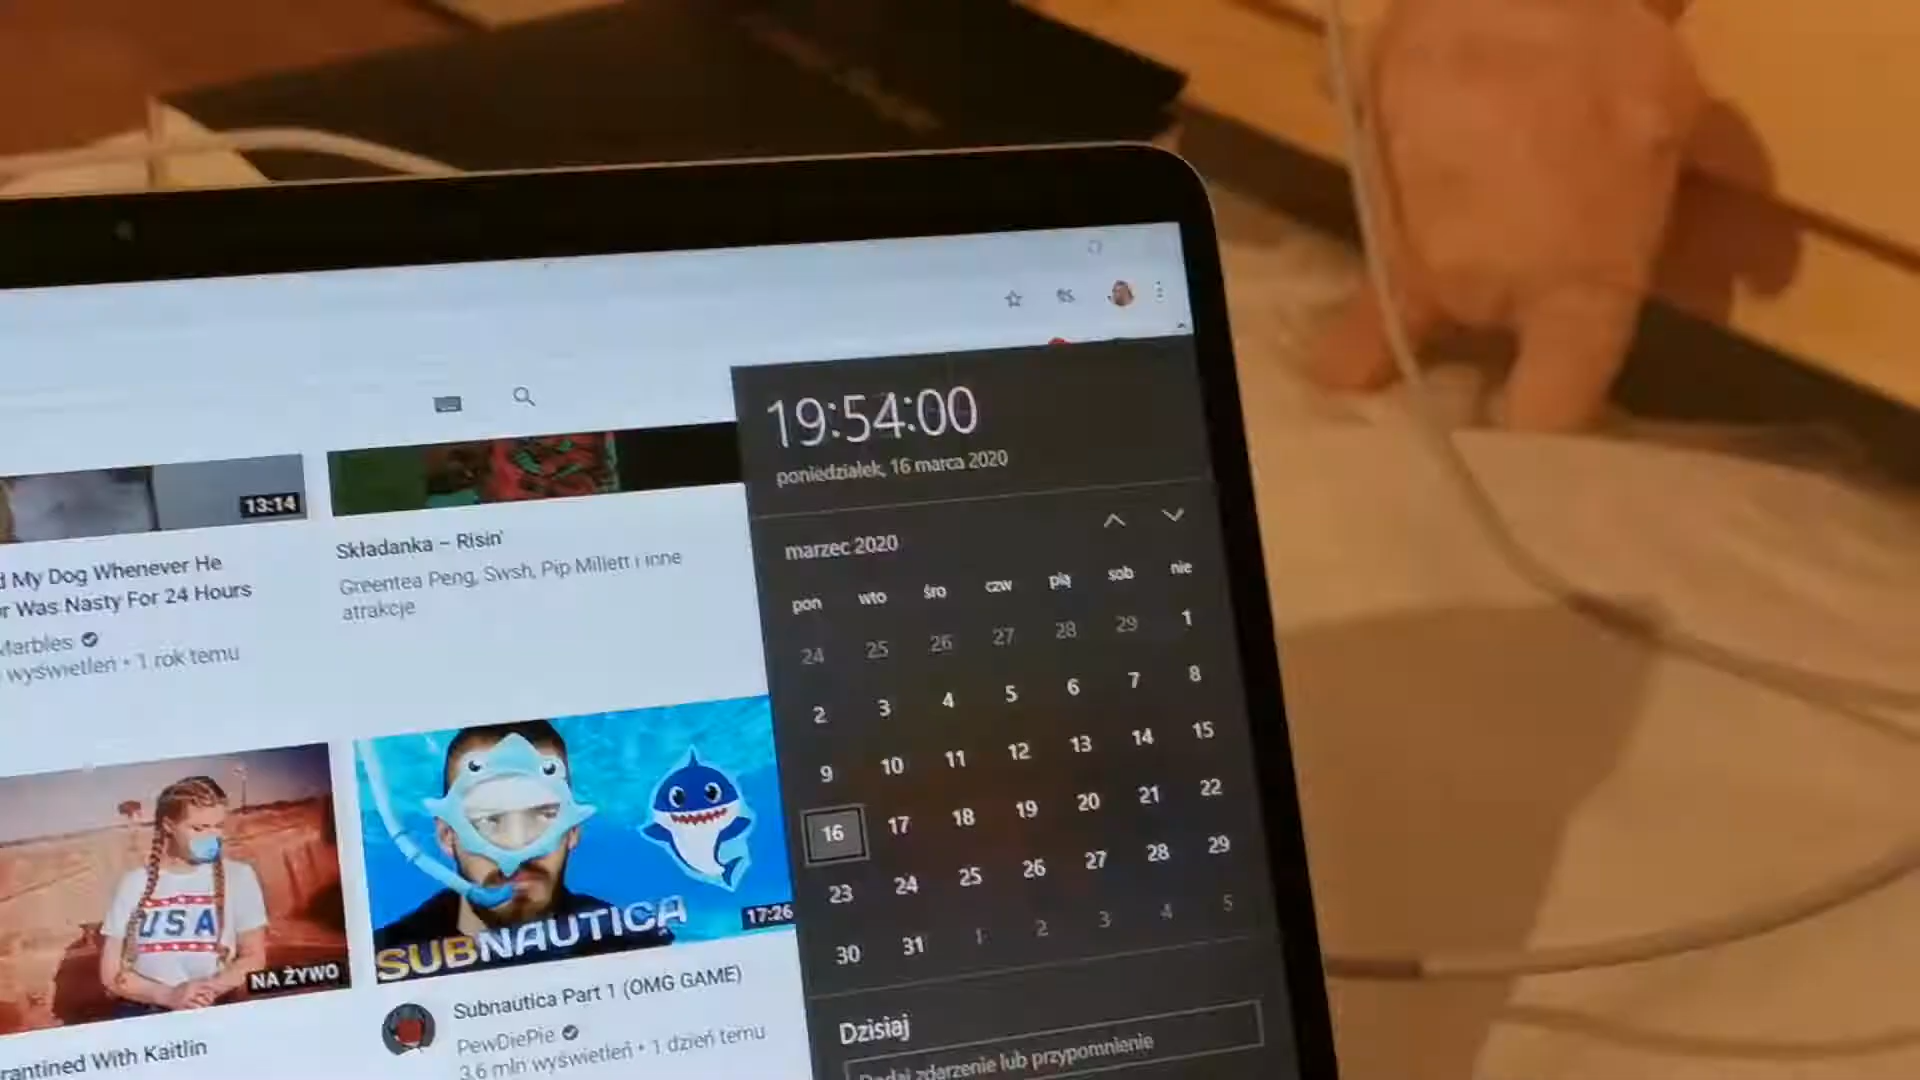 19:54:00
poniedziałek, 16 marca 2020
marzec 2020
pon wto śro czw pią sob nie
24 25 26 27 28 29 1
2 3 4 5 6 7 8
9 10 11 12 13 14 15
16 17 18 19 20 21 22
23 24 25 26 27 28 29
30 31 1 2 3 4 5
Dzisiaj
Dodaj zdarzenie lub przypomnienie
13:14
My Dog Whenever He
Was Nasty For 24 Hours
Marbles
wyświetleń • 1 rok temu
Składanka – Risin'
Greentea Peng, Swsh, Pip Millett i inne
atrakcje
USA
NA ŻYWO
With Kaitlin
SUBNAUTICA
17:26
Subnautica Part 1 (OMG GAME)
PewDiePie
3,6 mln wyświetleń • 1 dzień temu